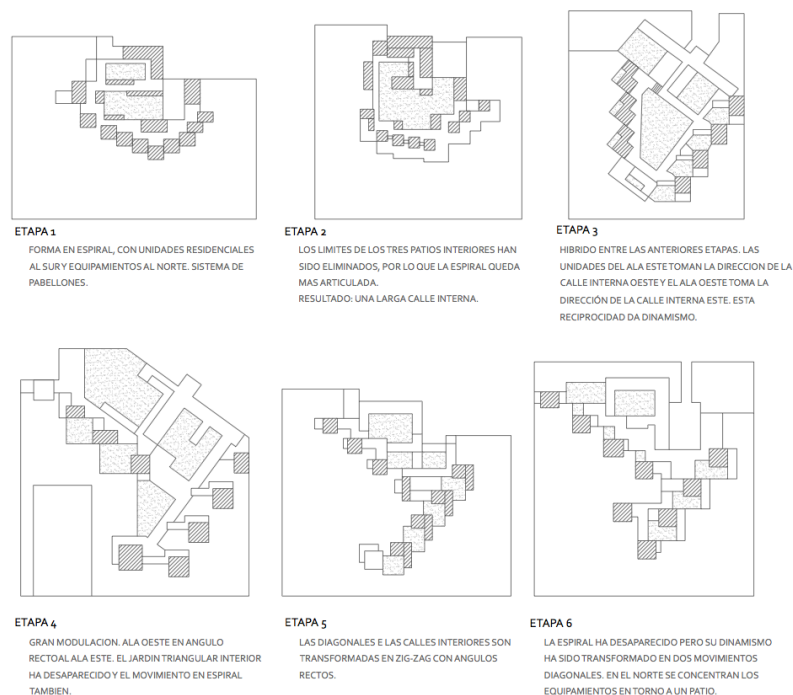 ETAPA 1
FORMA EN ESPIRAL, CON UNIDADES RESIDENCIALES
AL SUR Y EQUIPAMIENTOS AL NORTE. SISTEMA DE
PABELLONES.
ETAPA 2
LOS LIMITES DE LOS TRES PATIOS INTERIORES HAN
SIDO ELIMINADOS, POR LO QUE LA ESPIRAL QUEDA
MAS ARTICULADA.
RESULTADO: UNA LARGA CALLE INTERNA.
ETAPA 3
HIBRIDO ENTRE LAS ANTERIORES ETAPAS. LAS
UNIDADES DEL ALA ESTE TOMAN LA DIRECCION DE LA
CALLE INTERNA OESTE Y EL ALA OESTE TOMA LA
DIRECCIÓN DE LA CALLE INTERNA ESTE. ESTA
RECIPROCIDAD DA DINAMISMO.
ETAPA 4
GRAN MODULACION. ALA OESTE EN ANGULO
RECTOAL ALA ESTE. EL JARDIN TRIANGULAR INTERIOR
HA DESAPARECIDO Y EL MOVIMIENTO EN ESPIRAL
TAMBIEN.
ETAPA 5
LAS DIAGONALES E LAS CALLES INTERIORES SON
TRANSFORMADAS EN ZIG-ZAG CON ANGULOS
RECTOS.
ETAPA 6
LA ESPIRAL HA DESAPARECIDO PERO SU DINAMISMO
HA SIDO TRANSFORMADO EN DOS MOVIMIENTOS
DIAGONALES. EN EL NORTE SE CONCENTRAN LOS
EQUIPAMIENTOS EN TORNO A UN PATIO.